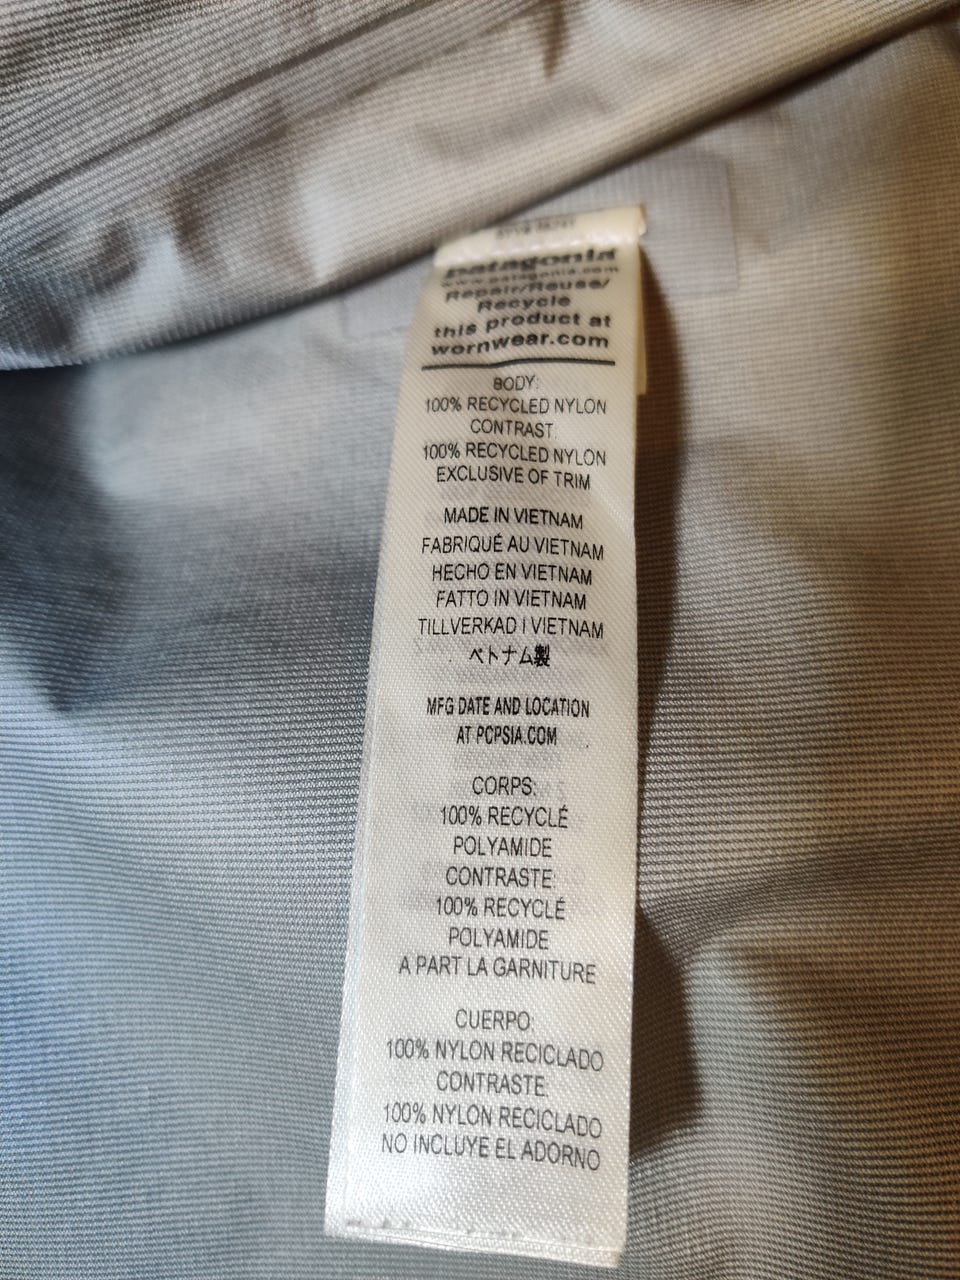 patagonia
www.patagonia.com
Repair/Reuse/
Recycle
this product at
wornwear.com
BODY:
100% RECYCLED NYLON
CONTRAST:
100% RECYCLED NYLON
EXCLUSIVE OF TRIM
MADE IN VIETNAM
FABRIQUÉ AU VIETNAM
HECHO EN VIETNAM
FATTO IN VIETNAM
TILLVERKAD I VIETNAM
ベトナム製
MFG DATE AND LOCATION
AT PCPSIA.COM
CORPS:
100% RECYCLÉ
POLYAMIDE
CONTRASTE:
100% RECYCLÉ
POLYAMIDE
A PART LA GARNITURE
CUERPO:
100% NYLON RECICLADO
CONTRASTE:
100% NYLON RECICLADO
NO INCLUYE EL ADORNO